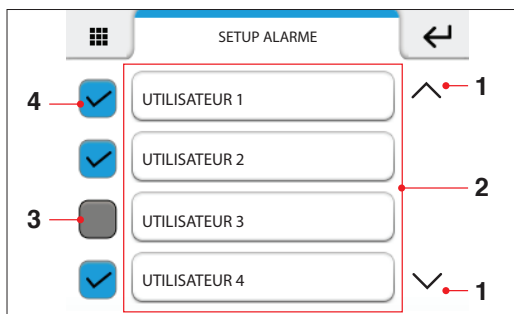 SETUP ALARME
4 UTILISATEUR 1 1
UTILISATEUR 2
2
3 UTILISATEUR 3
UTILISATEUR 4 1